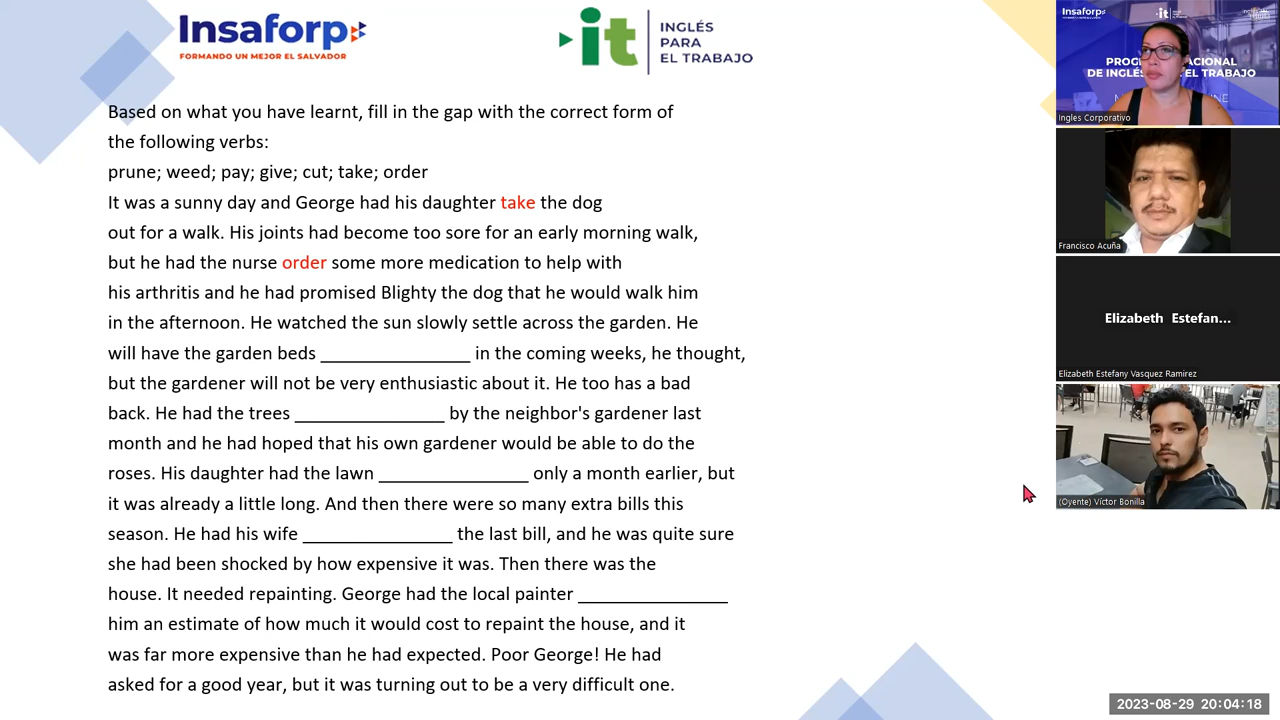 Insaforp
FORMANDO UN MEJOR EL SALVADOR
it
INGLÉS
PARA
EL TRABAJO
Based on what you have learnt, fill in the gap with the correct form of
the following verbs:
prune; weed; pay; give; cut; take; order
It was a sunny day and George had his daughter take the dog
out for a walk. His joints had become too sore for an early morning walk,
but he had the nurse order some more medication to help with
his arthritis and he had promised Blighty the dog that he would walk him
in the afternoon. He watched the sun slowly settle across the garden. He
will have the garden beds _______________ in the coming weeks, he thought,
but the gardener will not be very enthusiastic about it. He too has a bad
back. He had the trees _______________ by the neighbor's gardener last
month and he had hoped that his own gardener would be able to do the
roses. His daughter had the lawn _______________ only a month earlier, but
it was already a little long. And then there were so many extra bills this
season. He had his wife _______________ the last bill, and he was quite sure
she had been shocked by how expensive it was. Then there was the
house. It needed repainting. George had the local painter _______________
him an estimate of how much it would cost to repaint the house, and it
was far more expensive than he had expected. Poor George! He had
asked for a good year, but it was turning out to be a very difficult one.
Insaforp
it
EL TRABAJO
Ingles Corporativo
Francisco Acuña
Elizabeth Estefan...
Elizabeth Estefany Vasquez Ramirez
(Oyente) Víctor Bonilla
2023-08-29 20:04:18